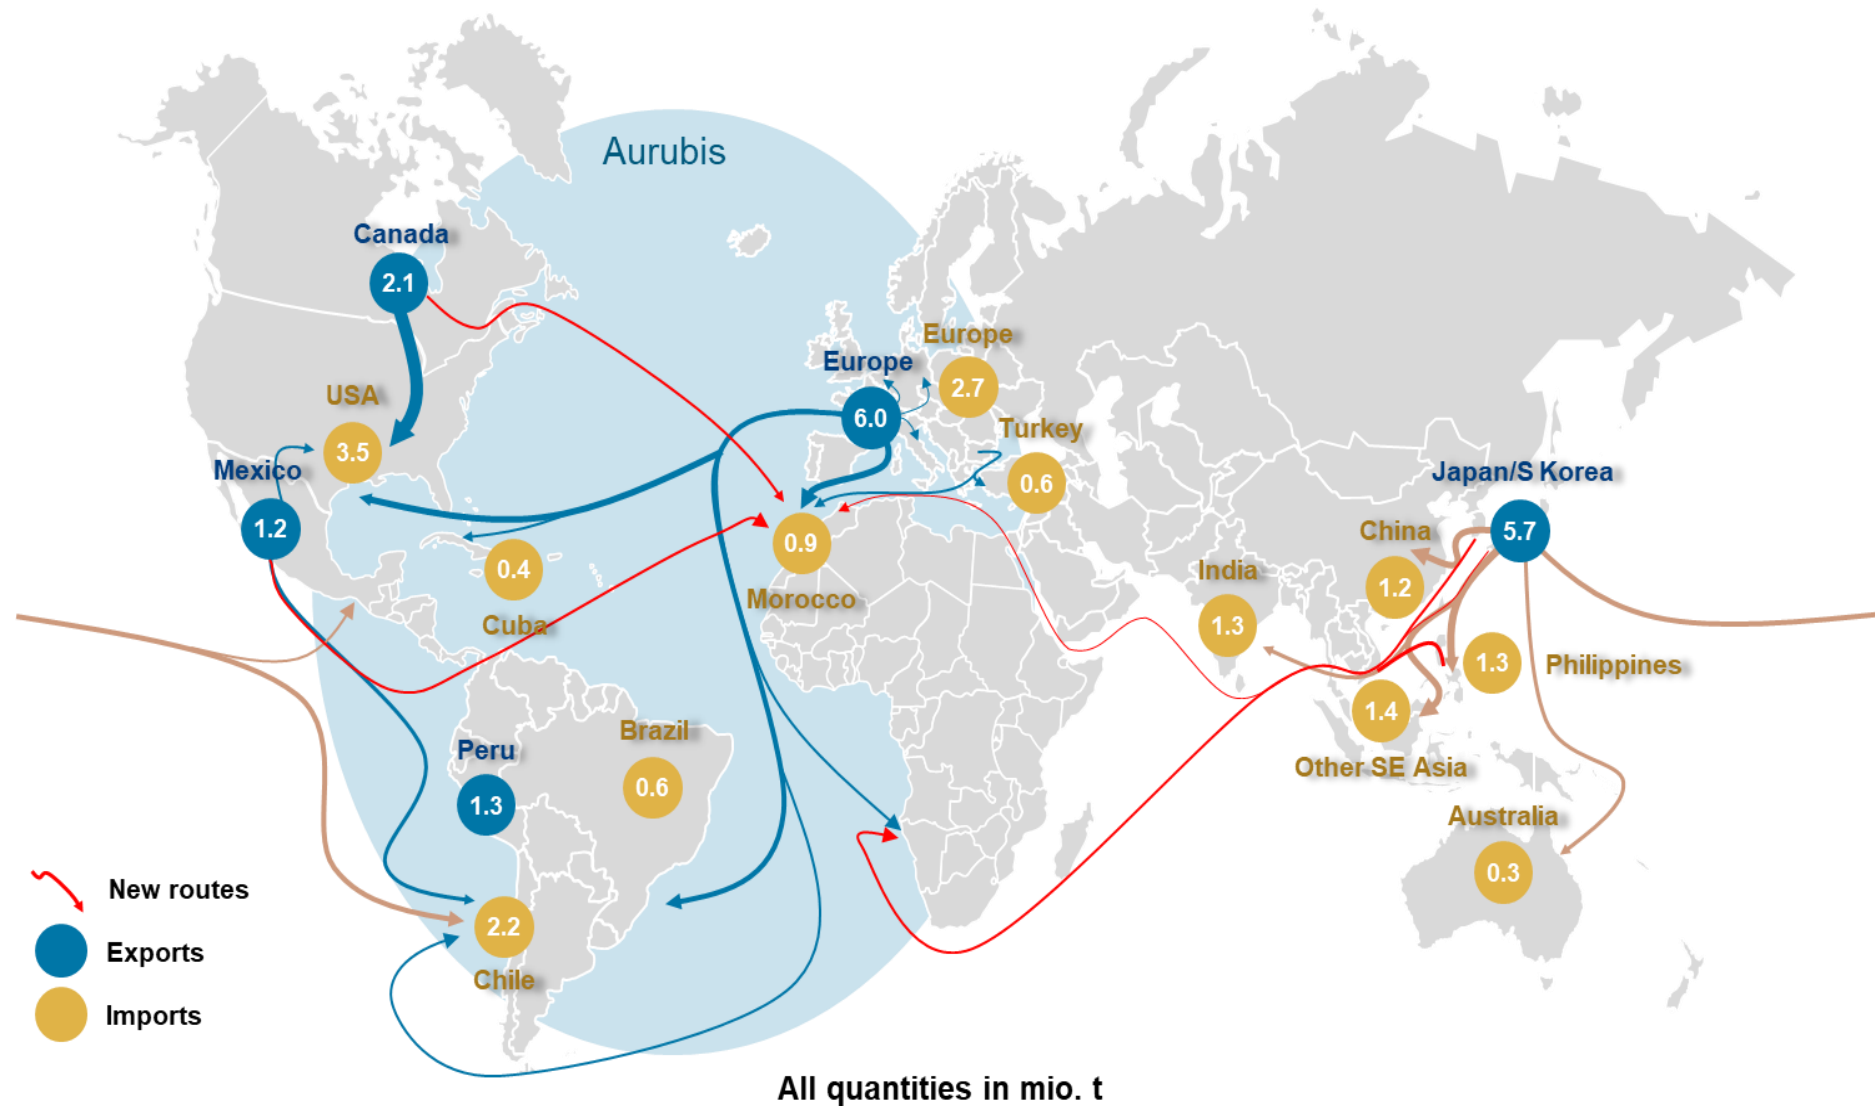 Aurubis
Canada
2.1
Europe
Europe
2.7
6.0
USA
3.5
Turkey
0.6
Mexico
1.2
Japan/S Korea
5.7
China
1.2
0.9
Morocco
0.4
Cuba
India
1.3
1.3
Philippines
1.4
Other SE Asia
Brazil
0.6
Peru
1.3
Australia
0.3
2.2
Chile
New routes
Exports
Imports
All quantities in mio. t